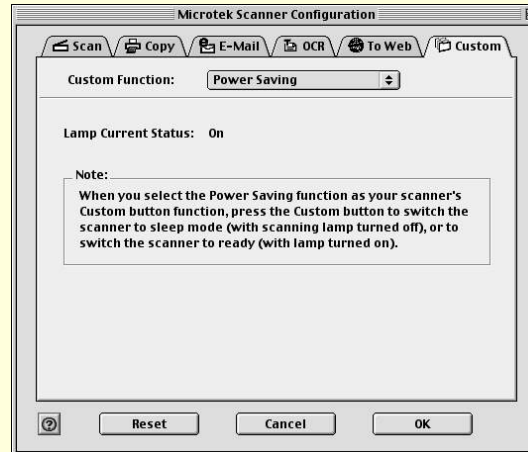 Microtek Scanner Configuration
Scan Copy E-Mail OCR To Web Custom
Custom Function: Power Saving
Lamp Current Status: On
Note:
When you select the Power Saving function as your scanner's
Custom button function, press the Custom button to switch the
scanner to sleep mode (with scanning lamp turned off), or to
switch the scanner to ready (with lamp turned on).
? Reset Cancel OK